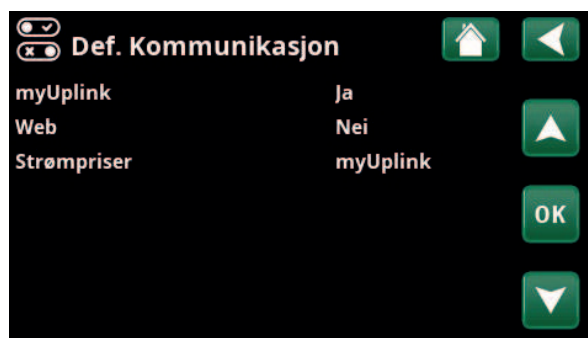 Def. Kommunikasjon
myUplink Ja
Web Nei
Strømpriser myUplink
OK